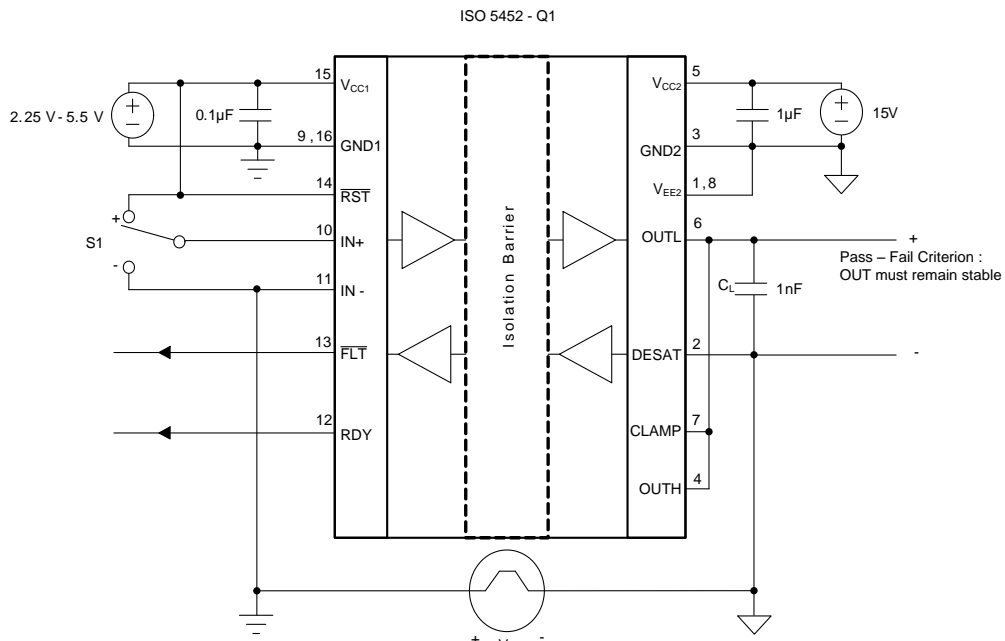 ISO 5452 - Q1
15
VCC1
5
VCC2
2.25 V - 5.5 V
+
-
0.1µF
1µF
+
-
15V
9 , 16
GND1
3
GND2
14
RST
1, 8
VEE2
S1
+
-
10
IN+
6
OUTL
+
Pass – Fail Criterion :
OUT must remain stable
11
IN -
CL
1nF
Isolation Barrier
13
FLT
2
DESAT
-
12
RDY
7
CLAMP
4
OUTH
+
-